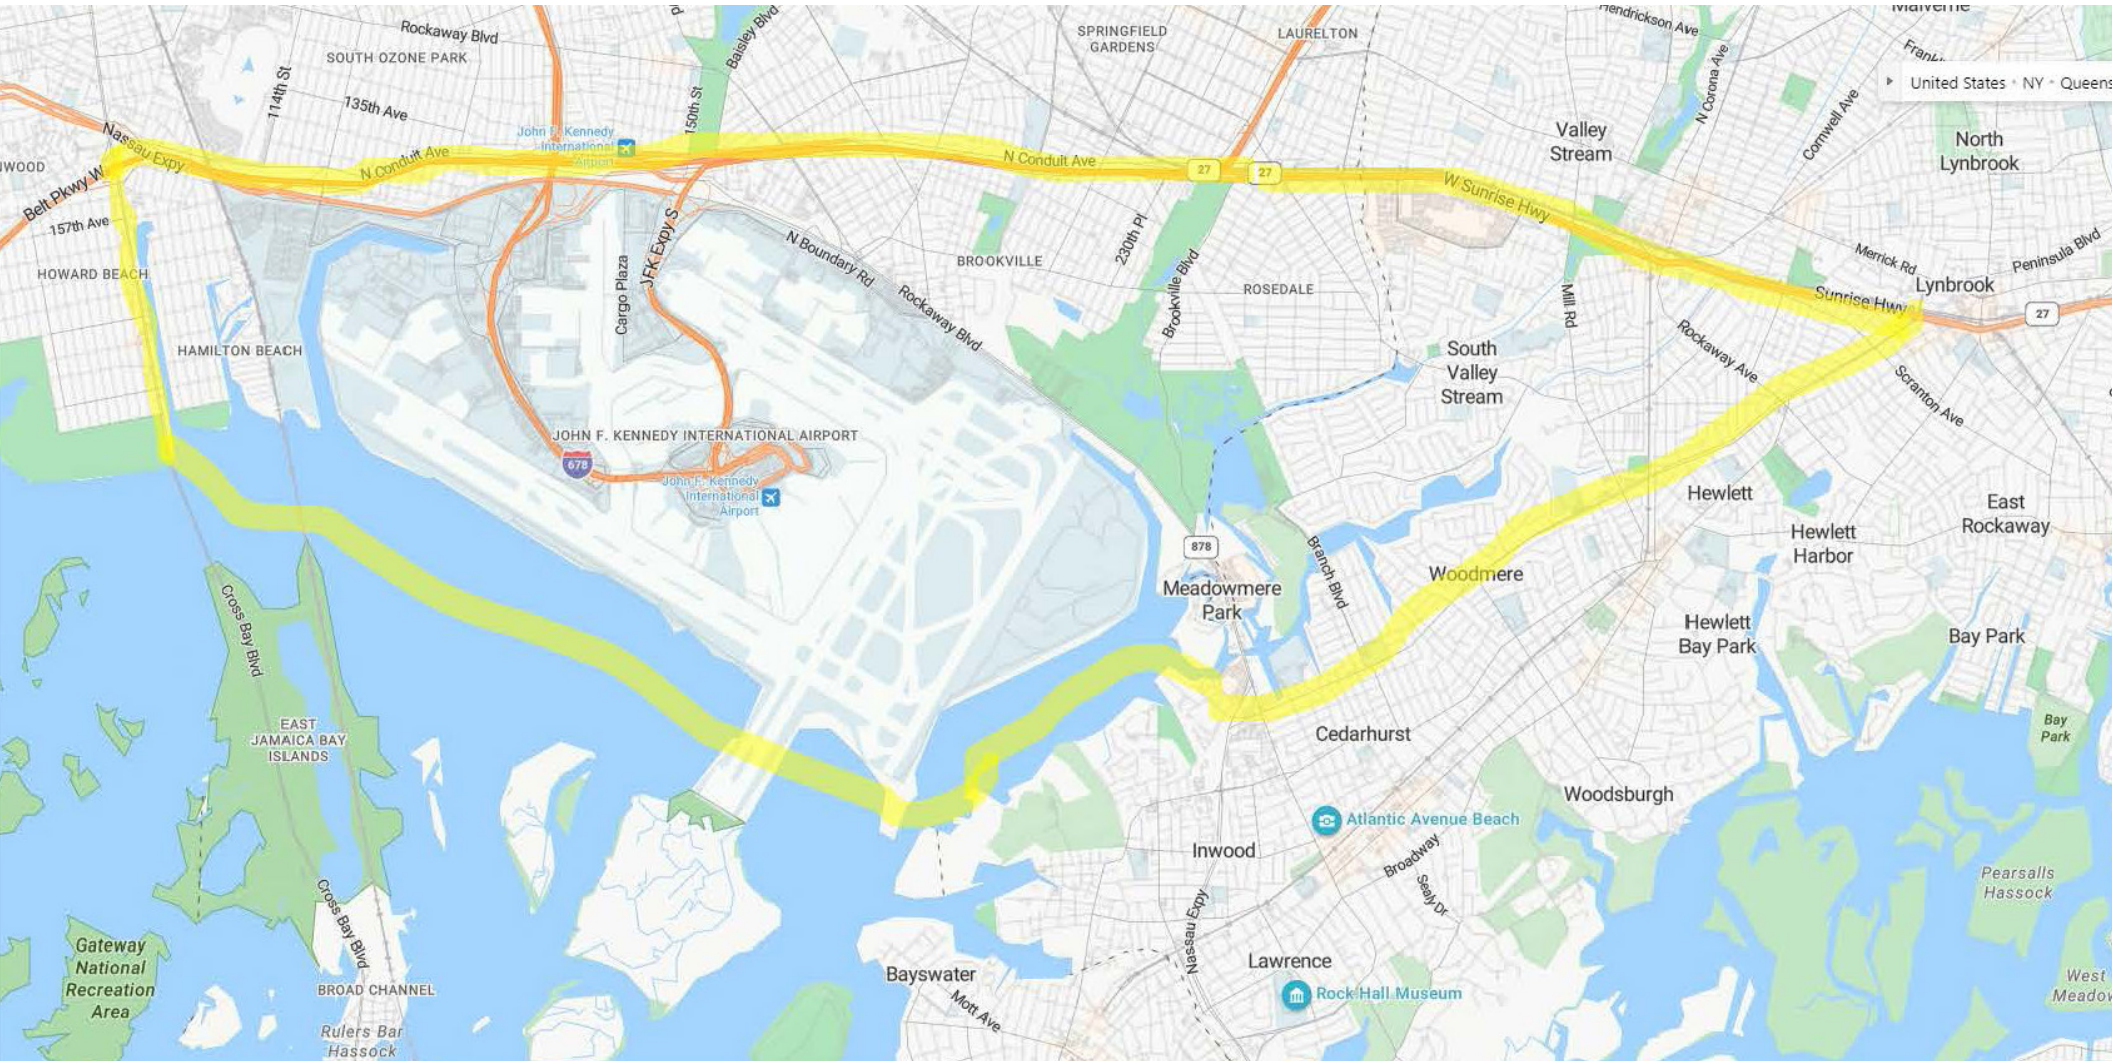 Rockaway Blvd
SOUTH OZONE PARK
114th St
135th Ave
Baisley Blvd
150th St
SPRINGFIELD
GARDENS
LAURELTON
Hendrickson Ave
N Corona Ave
Malverne
United States • NY • Queens
Cornwell Ave
Valley
Stream
North
Lynbrook
John F. Kennedy
International
Airport
Nassau Expy
N Conduit Ave
N Conduit Ave
27
27
W Sunrise Hwy
Belt Pkwy W
157th Ave
HOWARD BEACH
HAMILTON BEACH
Cargo Plaza
JFK Expy S
N Boundary Rd
Rockaway Blvd
BROOKVILLE
230th Pl
Brookville Blvd
ROSEDALE
Mill Rd
Merrick Rd
Peninsula Blvd
Lynbrook
Sunrise Hwy
27
Rockaway Ave
Scranton Ave
South
Valley
Stream
JOHN F. KENNEDY INTERNATIONAL AIRPORT
678
John F. Kennedy
International
Airport
878
Meadowmere
Park
Branch Blvd
Woodmere
Hewlett
Hewlett
Harbor
East
Rockaway
Hewlett
Bay Park
Bay Park
Bay
Park
Cross Bay Blvd
EAST
JAMAICA BAY
ISLANDS
Cedarhurst
Woodsburgh
Atlantic Avenue Beach
Inwood
Broadway
Sealy Dr
Nassau Expy
Lawrence
Rock Hall Museum
Bayswater
Mott Ave
Cross Bay Blvd
Gateway
National
Recreation
Area
BROAD CHANNEL
Rulers Bar
Hassock
Pearsalls
Hassock
West
Meadow